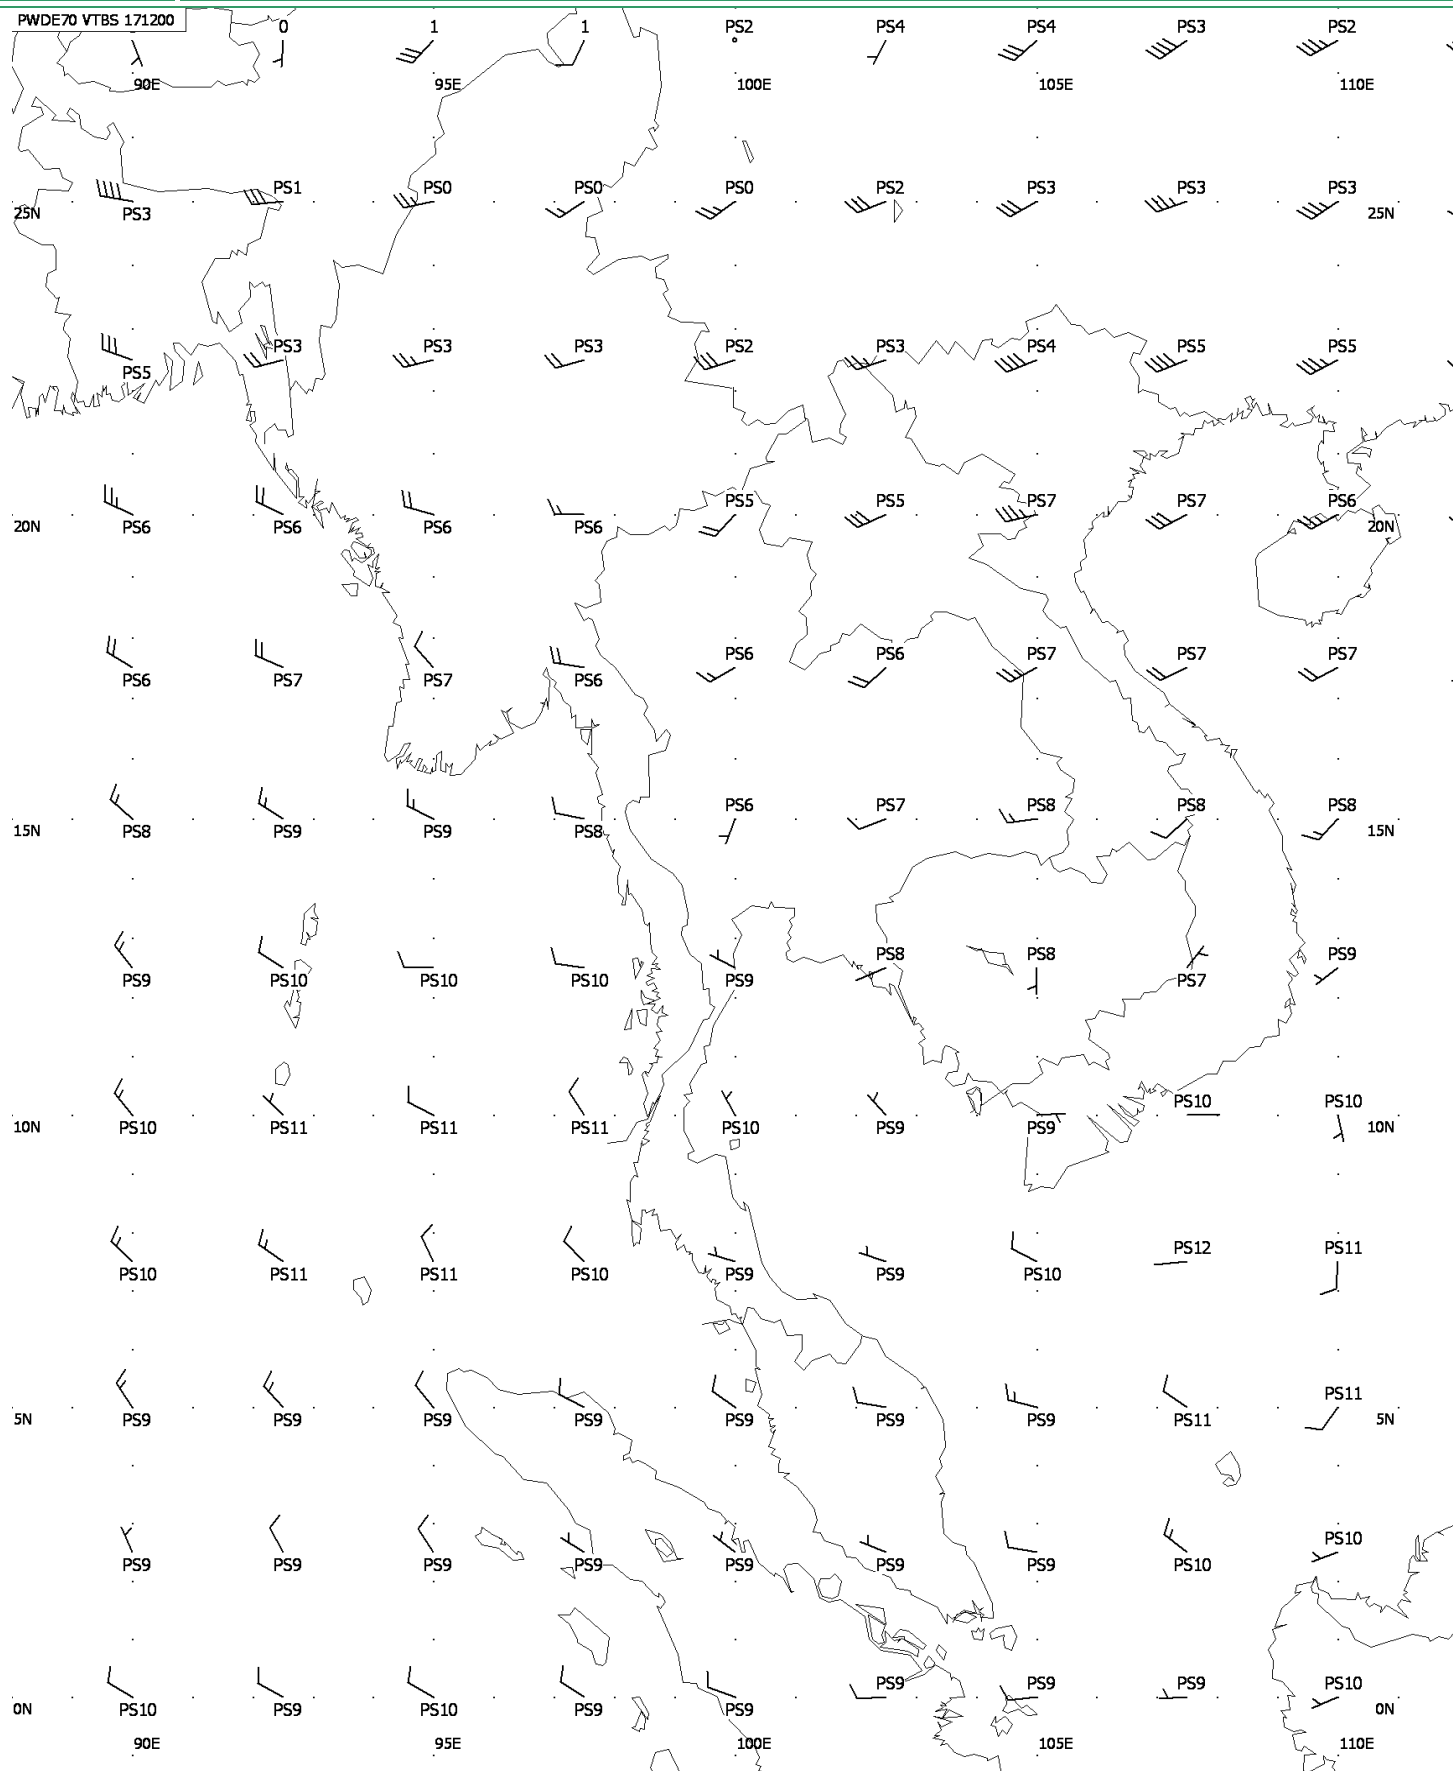 PWDE70 VTBS 171200
0 1 1 PS2 PS4 PS4 PS3 PS2
90E 95E 100E 105E 110E
PS1 PS0 PS0 PS0 PS2 PS3 PS3 PS3
25N PS3 25N
PS3 PS3 PS3 PS2 PS3 PS4 PS5 PS5
PS5
PS5 PS5 PS7 PS7 PS6
20N PS6 PS6 PS6 PS6 20N
PS6 PS6 PS7 PS7 PS7
PS6 PS7 PS7 PS6
PS6 PS7 PS8 PS8 PS8
15N PS8 PS9 PS9 PS8 15N
PS8 PS8 PS9
PS9 PS10 PS10 PS10 PS9 PS7
PS10 PS10
10N PS10 PS11 PS11 PS11 PS10 PS9 PS9 10N
PS12 PS11
PS10 PS11 PS11 PS10 PS9 PS9 PS10
PS11
5N PS9 PS9 PS9 PS9 PS9 PS9 PS9 PS11 5N
PS10
PS9 PS9 PS9 PS9 PS9 PS9 PS9 PS10
PS9 PS9 PS9 PS10
0N PS10 PS9 PS10 PS9 PS9 0N
90E 95E 100E 105E 110E